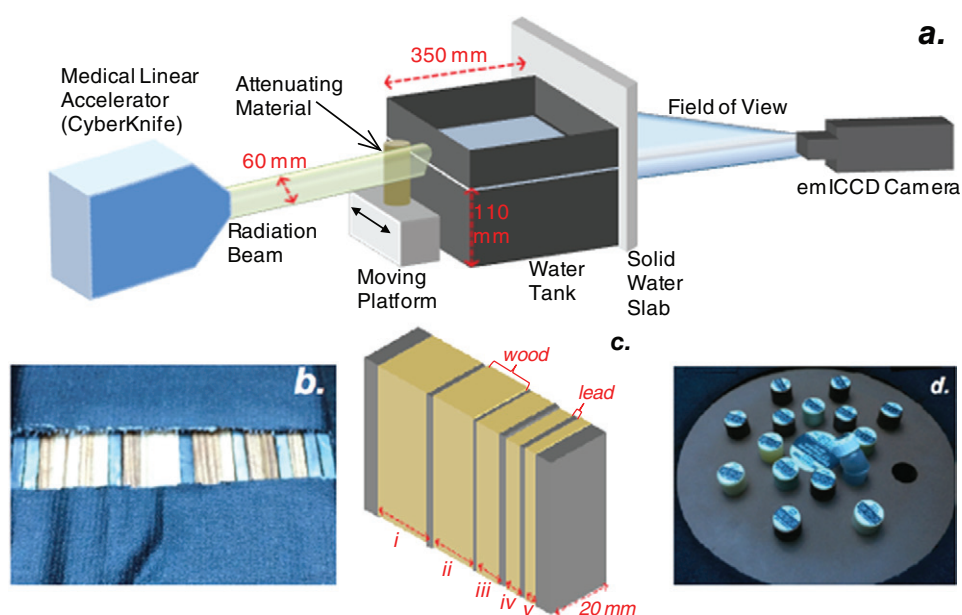 a.
350 mm
Medical Linear
Accelerator
(CyberKnife)
Attenuating
Material
Field of View
60 mm
emICCD Camera
110
mm
Radiation
Beam
Moving
Platform
Water
Tank
Solid
Water
Slab
b.
c.
wood
lead
i
ii
iii
iv
v
20 mm
d.